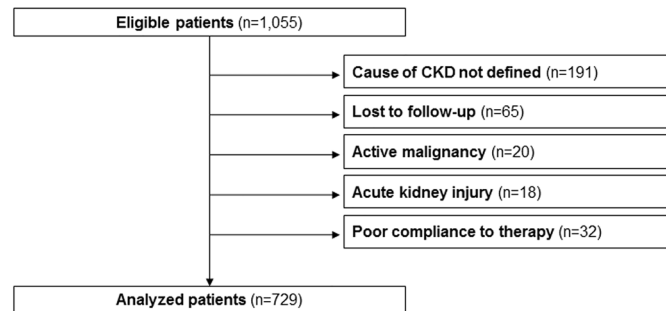 Eligible patients (n=1,055)
Cause of CKD not defined (n=191)
Lost to follow-up (n=65)
Active malignancy (n=20)
Acute kidney injury (n=18)
Poor compliance to therapy (n=32)
Analyzed patients (n=729)